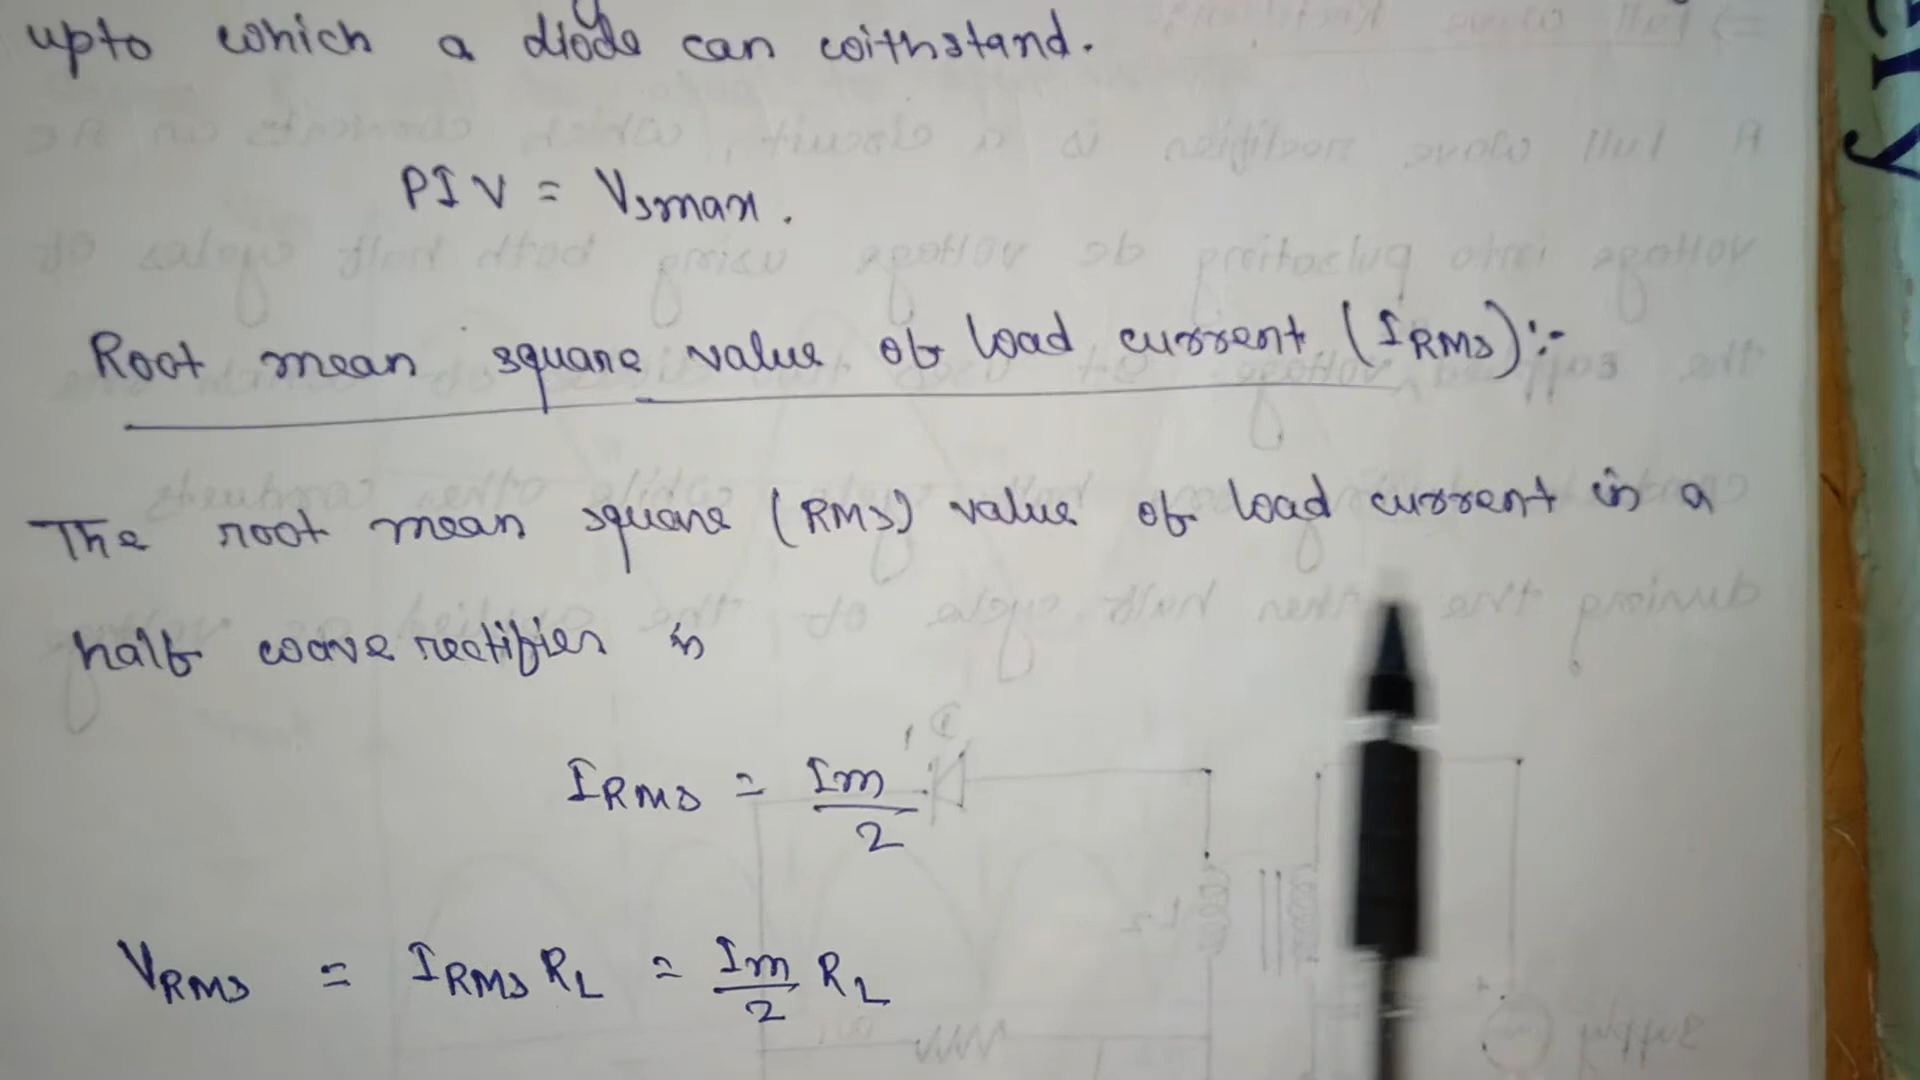 upto which a diode can withstand.
PIV = Vsmax.
Root mean square value of load current (IRMS):-
The root mean square (RMS) value of load current in a
half wave rectifier is
IRMS = Im/2
VRMS = IRMS RL = Im/2 RL